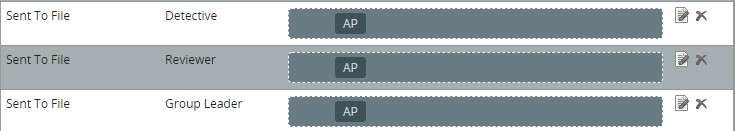 Sent To File Detective AP
Sent To File Reviewer AP
Sent To File Group Leader AP